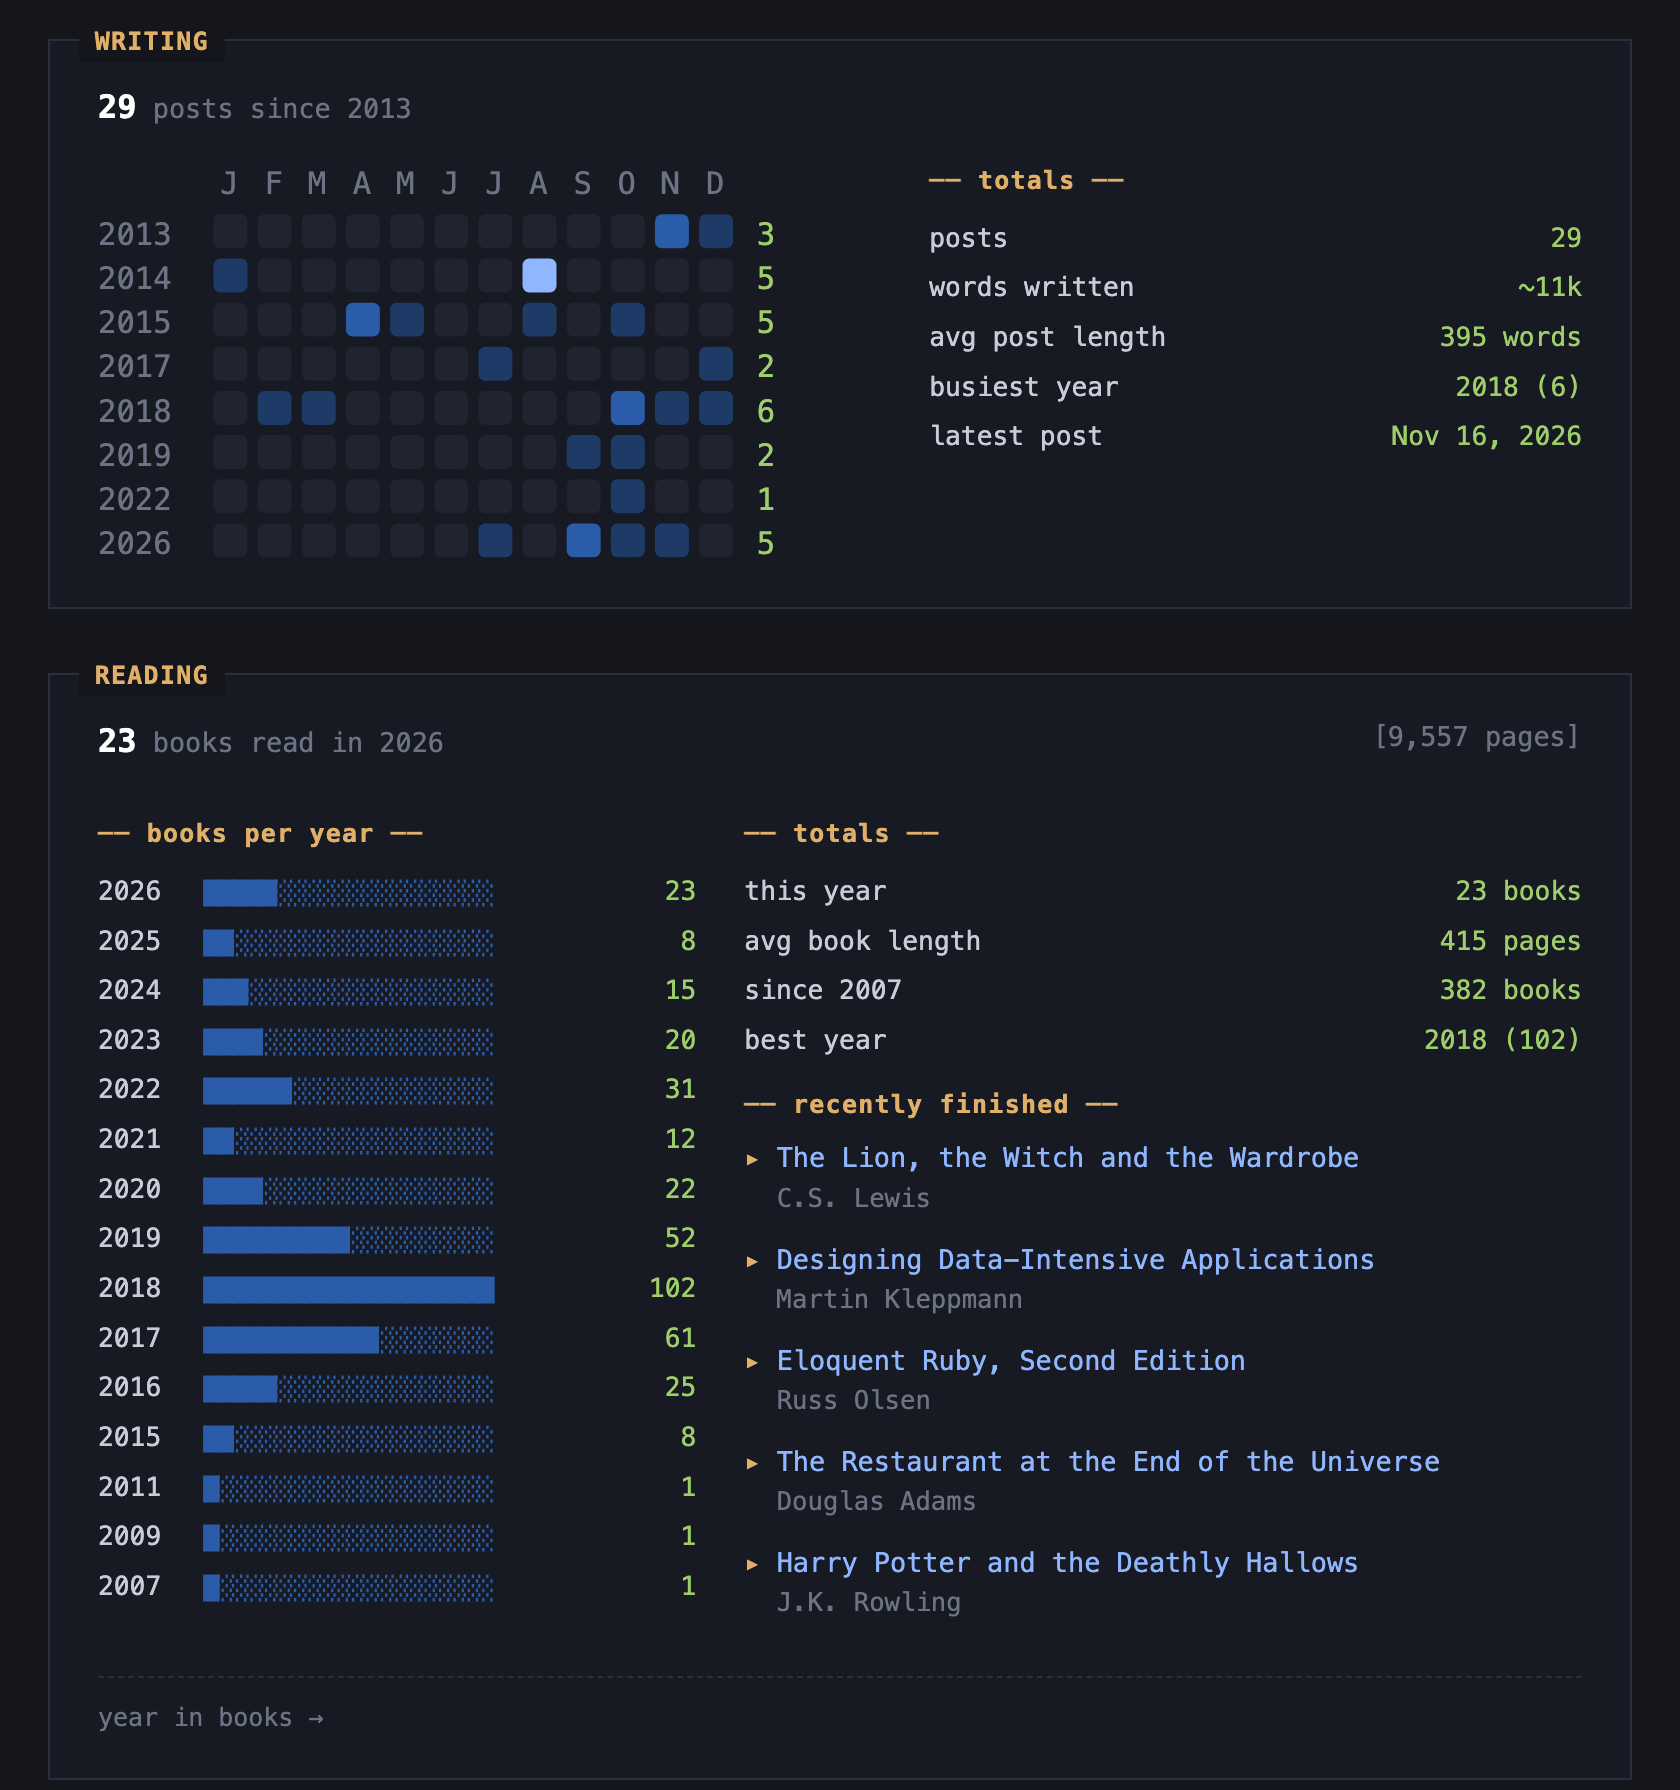 WRITING
29 posts since 2013
J F M A M J J A S O N D
2013 3
2014 5
2015 5
2017 2
2018 6
2019 2
2022 1
2026 5
—— totals ——
posts 29
words written ~11k
avg post length 395 words
busiest year 2018 (6)
latest post Nov 16, 2026
READING
23 books read in 2026
[9,557 pages]
—— books per year ——
2026 23
2025 8
2024 15
2023 20
2022 31
2021 12
2020 22
2019 52
2018 102
2017 61
2016 25
2015 8
2011 1
2009 1
2007 1
—— totals ——
this year 23 books
avg book length 415 pages
since 2007 382 books
best year 2018 (102)
—— recently finished ——
▸ The Lion, the Witch and the Wardrobe
C.S. Lewis
▸ Designing Data-Intensive Applications
Martin Kleppmann
▸ Eloquent Ruby, Second Edition
Russ Olsen
▸ The Restaurant at the End of the Universe
Douglas Adams
▸ Harry Potter and the Deathly Hallows
J.K. Rowling
year in books →